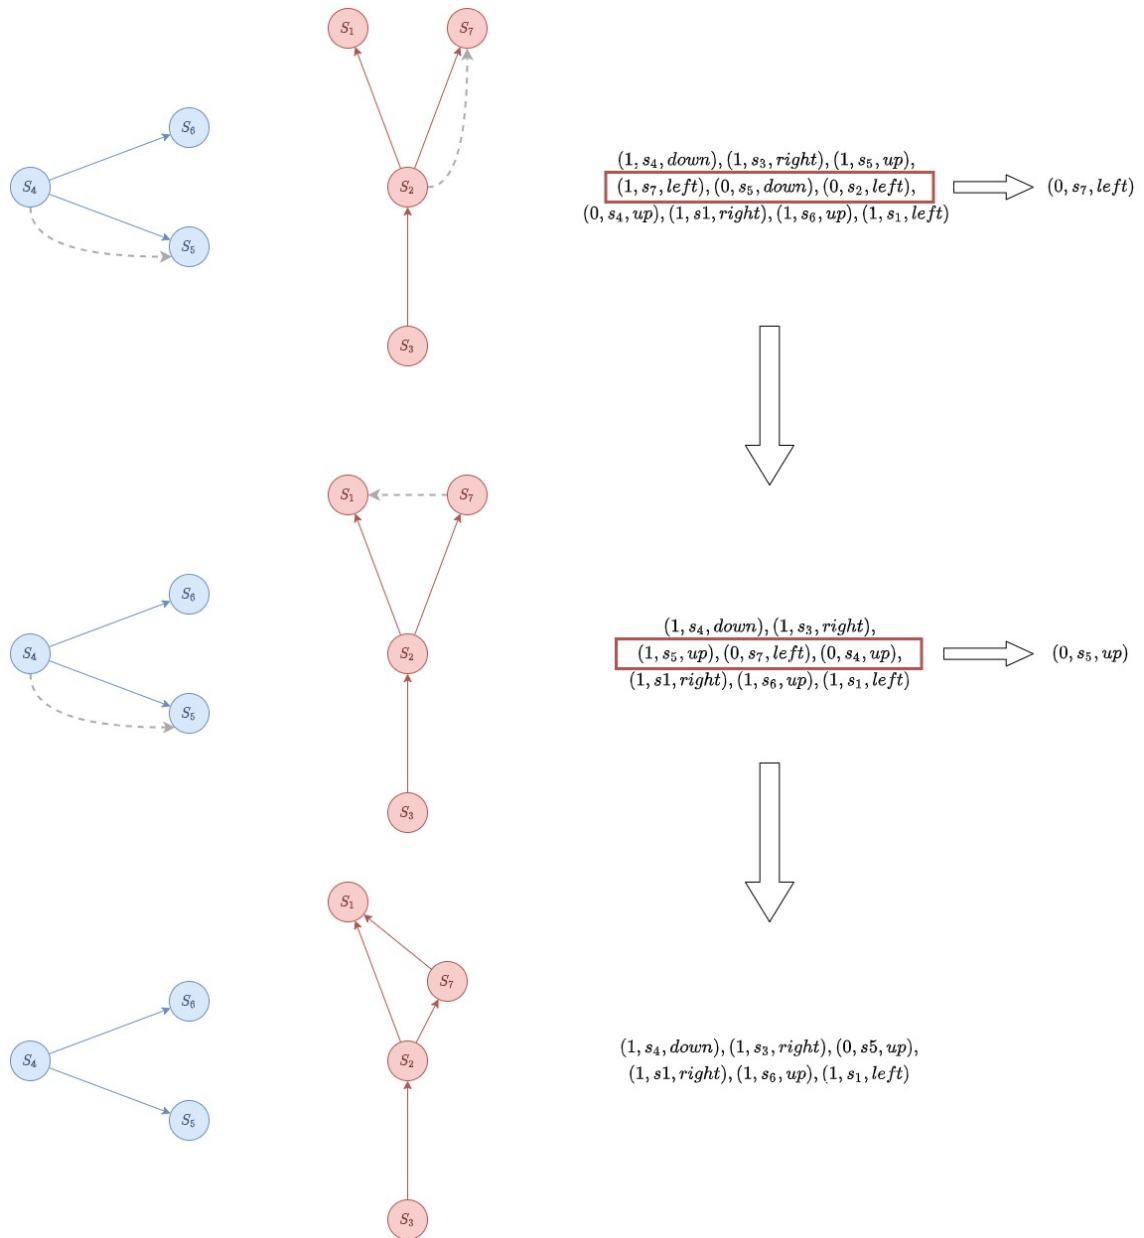 S₁ S₇
S₆
S₄ S₂
S₅
S₃
(1, s₄, down), (1, s₃, right), (1, s₅, up),
(1, s₇, left), (0, s₅, down), (0, s₂, left), (0, s₇, left)
(0, s₄, up), (1, s1, right), (1, s₆, up), (1, s₁, left)
S₁ S₇
S₆
S₄ S₂
S₅
S₃
(1, s₄, down), (1, s₃, right),
(1, s₅, up), (0, s₇, left), (0, s₄, up), (0, s₅, up)
(1, s1, right), (1, s₆, up), (1, s₁, left)
S₁
S₇
S₆
S₄ S₂
S₅
S₃
(1, s₄, down), (1, s₃, right), (0, s5, up),
(1, s1, right), (1, s₆, up), (1, s₁, left)